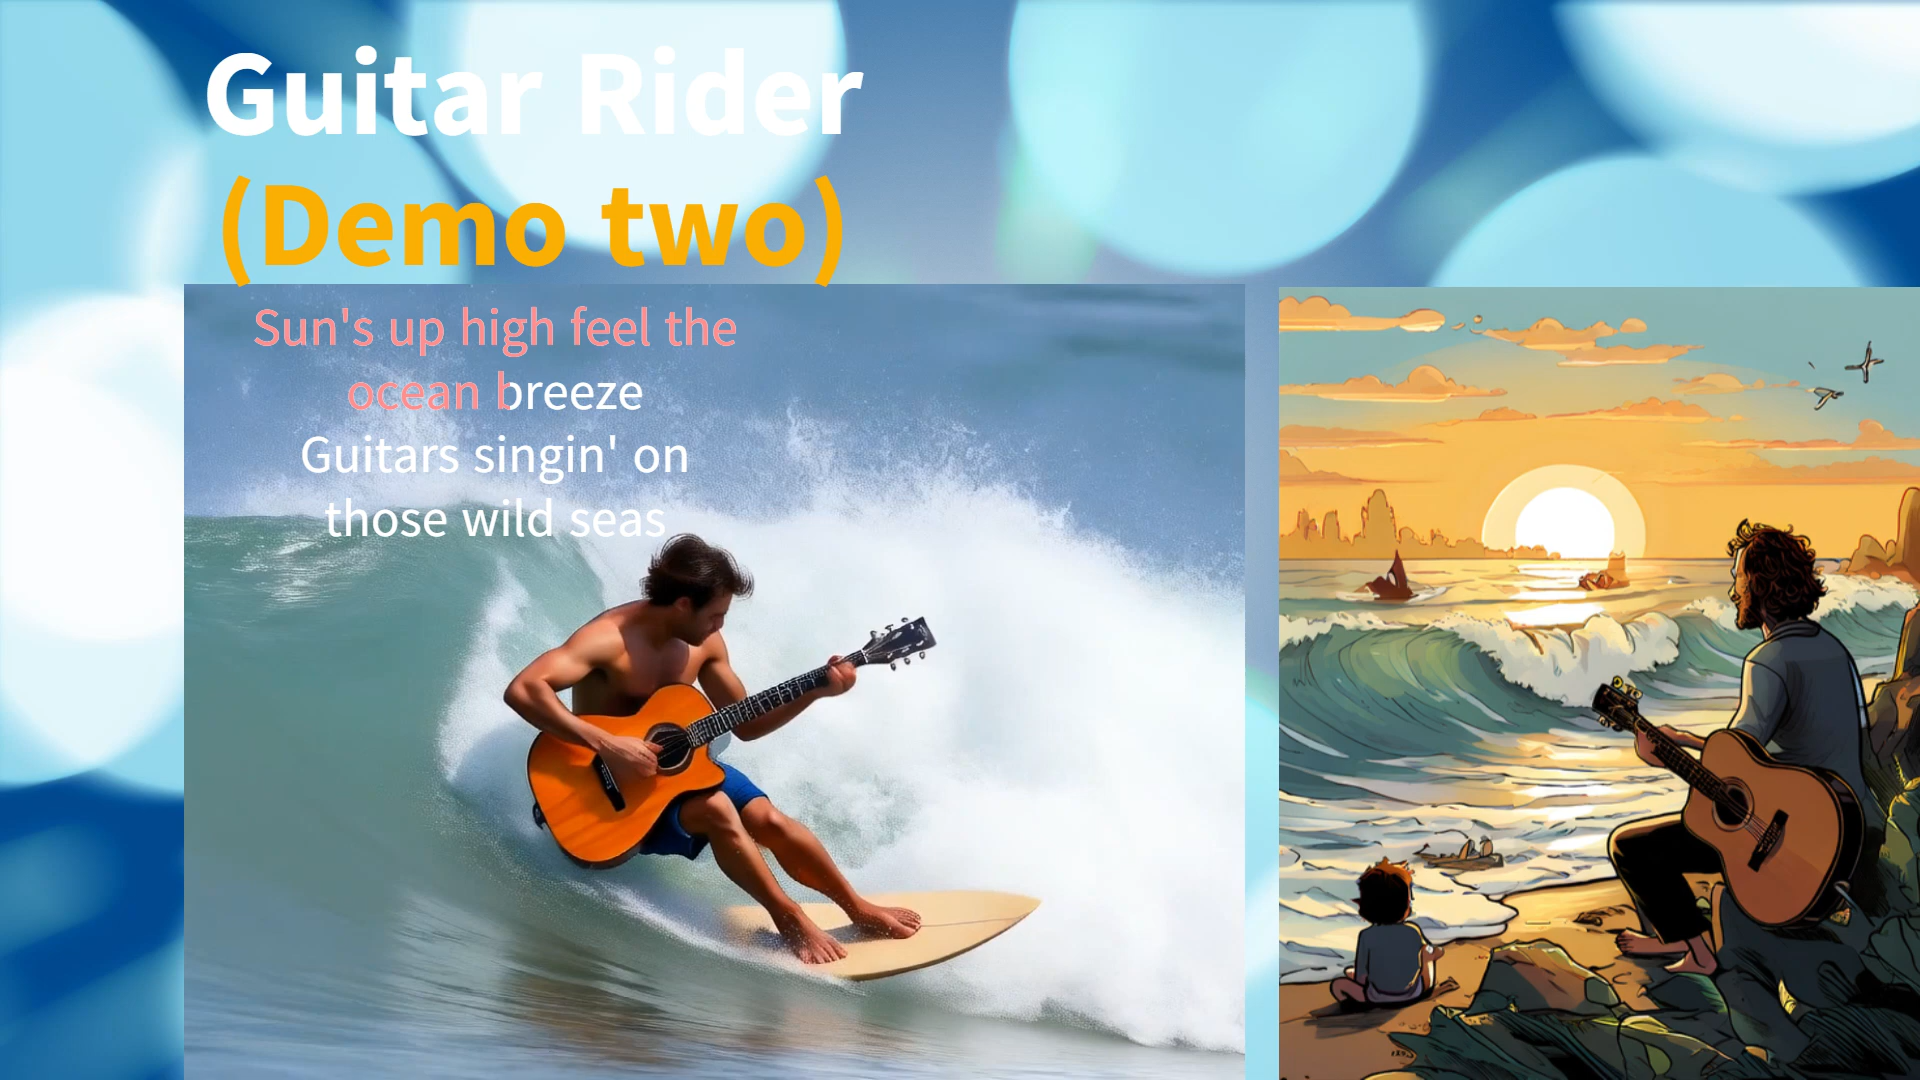 Guitar Rider
(Demo two)
Sun's up high feel the
ocean breeze
Guitars singin' on
those wild seas